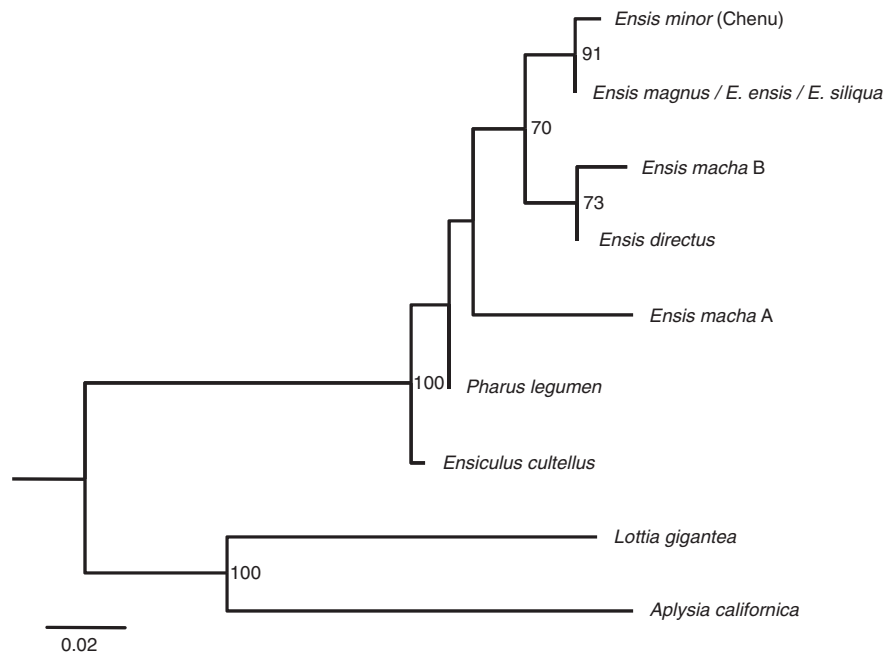 Ensis minor (Chenu)
91
Ensis magnus / E. ensis / E. siliqua
70
Ensis macha B
73
Ensis directus
Ensis macha A
100
Pharus legumen
Ensiculus cultellus
Lottia gigantea
100
Aplysia californica
0.02